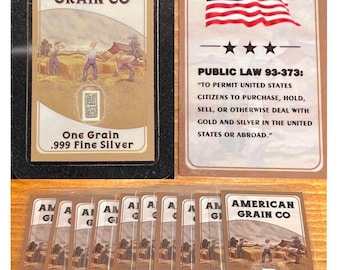 GRAIN CO
One Grain
.999 Fine Silver
PUBLIC LAW 93-373:
"TO PERMIT UNITED STATES
CITIZENS TO PURCHASE, HOLD,
SELL, OR OTHERWISE DEAL WITH
GOLD AND SILVER IN THE UNITED
STATES OR ABROAD."
AMERICAN
GRAIN CO